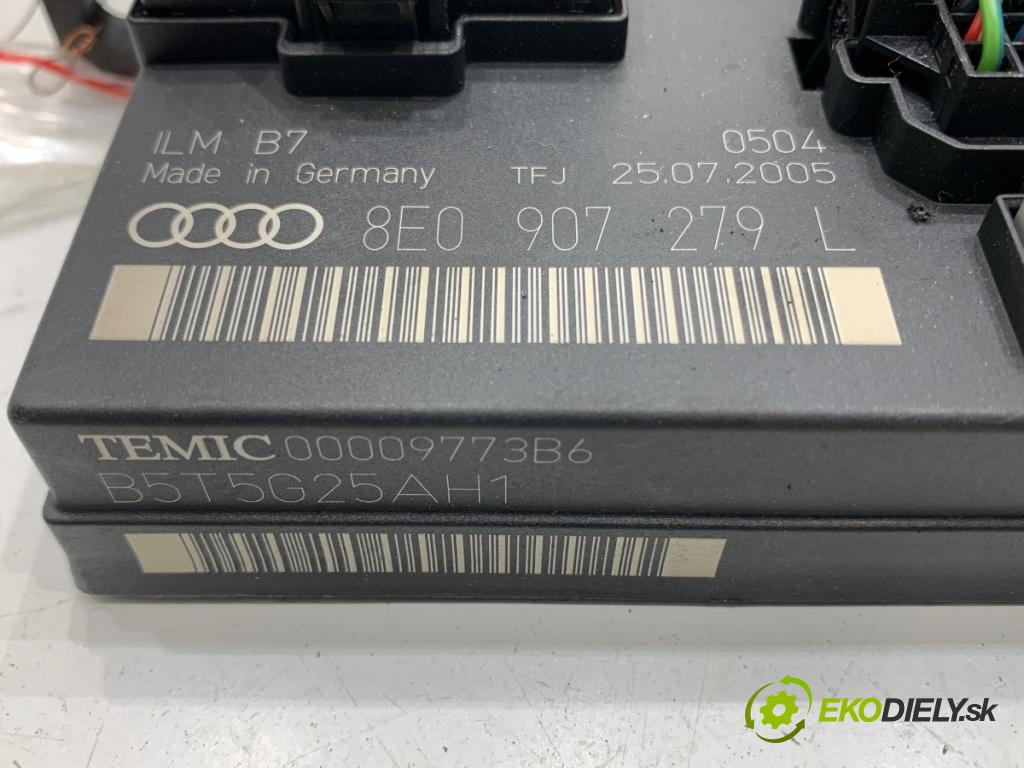 ILM B7 0504
Made in Germany TFJ 25.07.2005
8E0 907 279 L
TEMIC 00009773B6
B5T5G25AH1
EKODIELY.sk